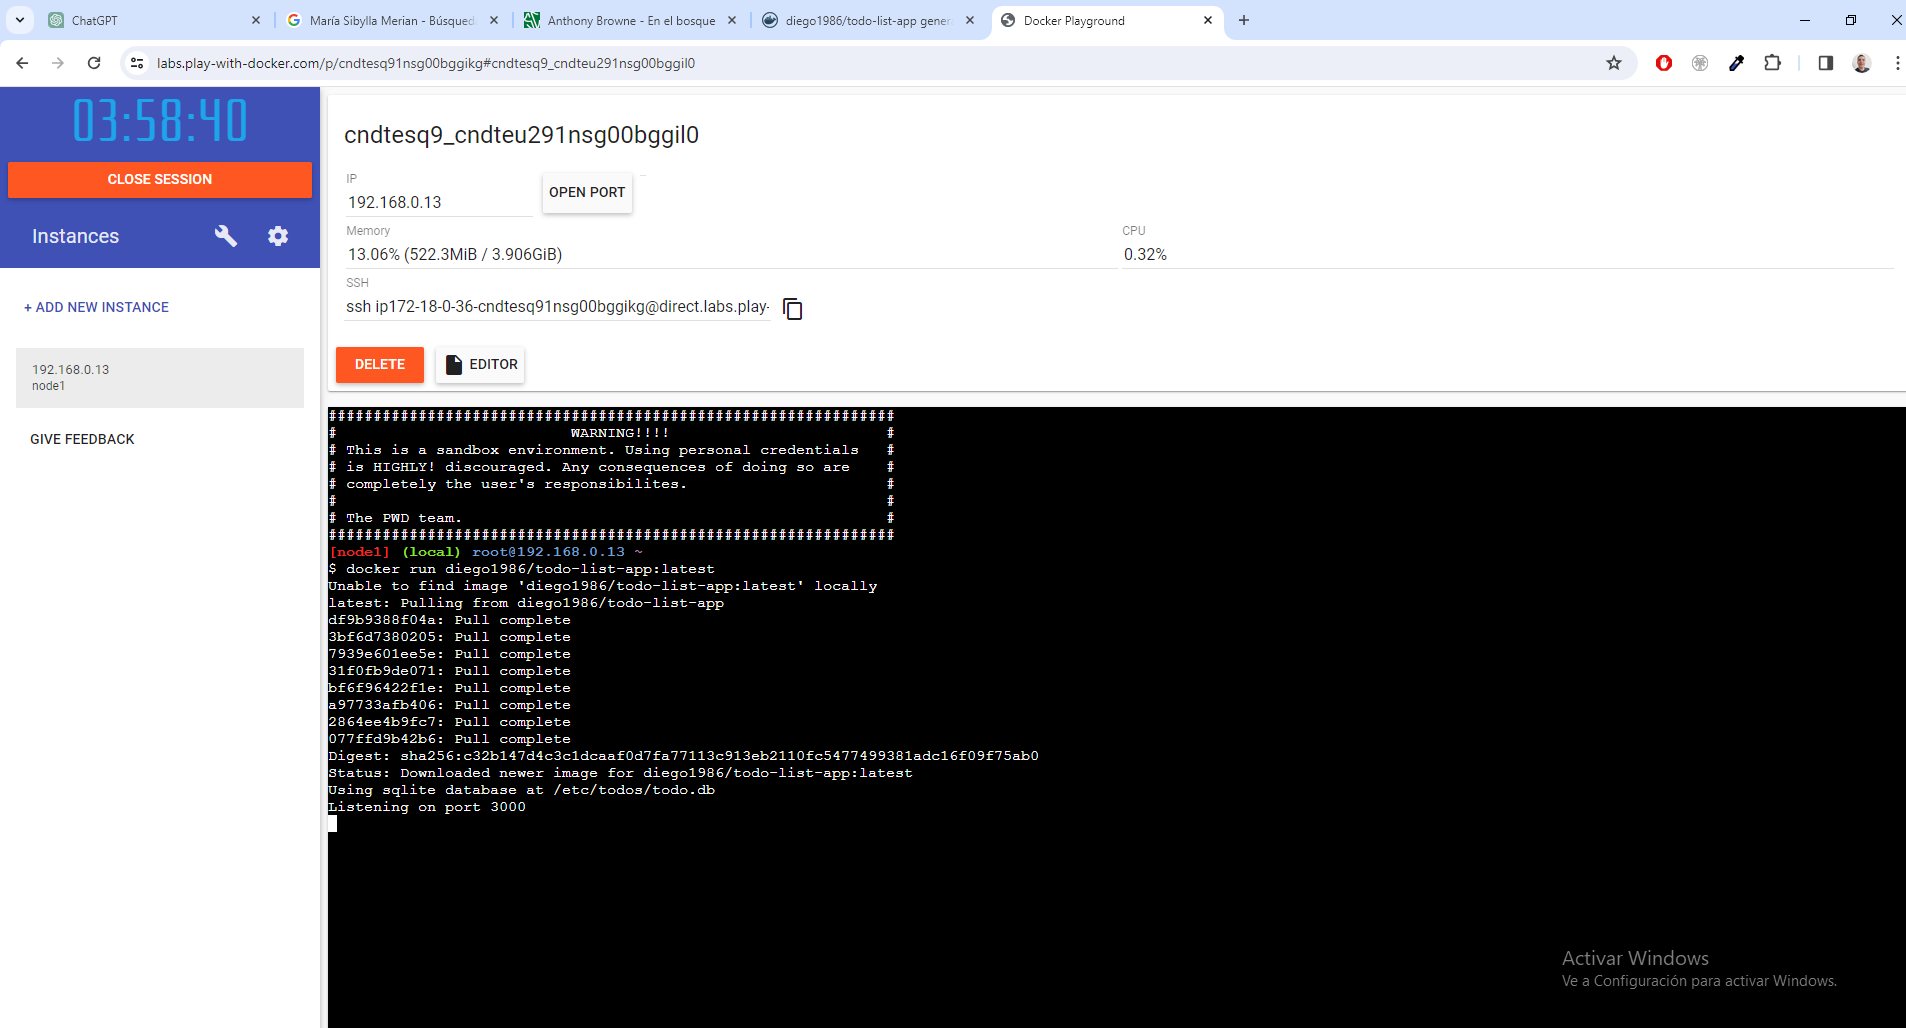 ChatGPT
María Sibylla Merian - Búsqued
Anthony Browne - En el bosque
diego1986/todo-list-app gener
Docker Playground
labs.play-with-docker.com/p/cndtesq91nsg00bggikg#cndtesq9_cndteu291nsg00bggil0
03:58:40
CLOSE SESSION
Instances
+ ADD NEW INSTANCE
192.168.0.13
node1
GIVE FEEDBACK
cndtesq9_cndteu291nsg00bggil0
IP
192.168.0.13
OPEN PORT
Memory
13.06% (522.3MiB / 3.906GiB)
CPU
0.32%
SSH
ssh ip172-18-0-36-cndtesq91nsg00bggikg@direct.labs.play-
DELETE
EDITOR
###############################################################
# WARNING!!!! #
# This is a sandbox environment. Using personal credentials #
# is HIGHLY! discouraged. Any consequences of doing so are #
# completely the user's responsibilites. #
# #
# The PWD team. #
###############################################################
[node1] (local) root@192.168.0.13 ~
$ docker run diego1986/todo-list-app:latest
Unable to find image 'diego1986/todo-list-app:latest' locally
latest: Pulling from diego1986/todo-list-app
df9b9388f04a: Pull complete
3bf6d7380205: Pull complete
7939e601ee5e: Pull complete
31f0fb9de071: Pull complete
bf6f96422f1e: Pull complete
a97733afb406: Pull complete
2864ee4b9fc7: Pull complete
077ffd9b42b6: Pull complete
Digest: sha256:c32b147d4c3c1dcaaf0d7fa77113c913eb2110fc5477499381adc16f09f75ab0
Status: Downloaded newer image for diego1986/todo-list-app:latest
Using sqlite database at /etc/todos/todo.db
Listening on port 3000
Activar Windows
Ve a Configuración para activar Windows.